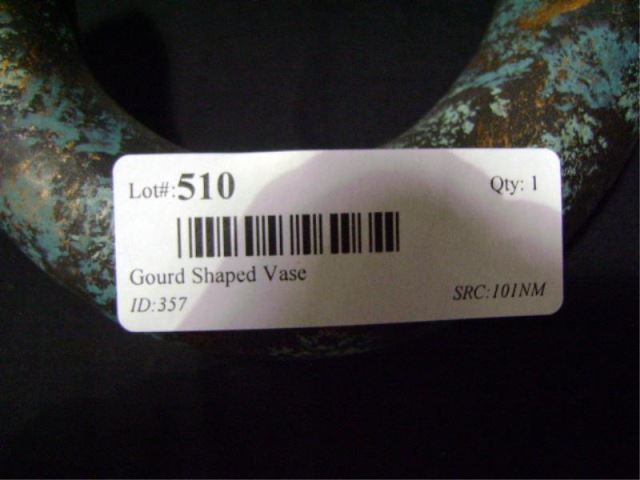 Lot#:510 Qty: 1
Gourd Shaped Vase
ID:357 SRC:101NM